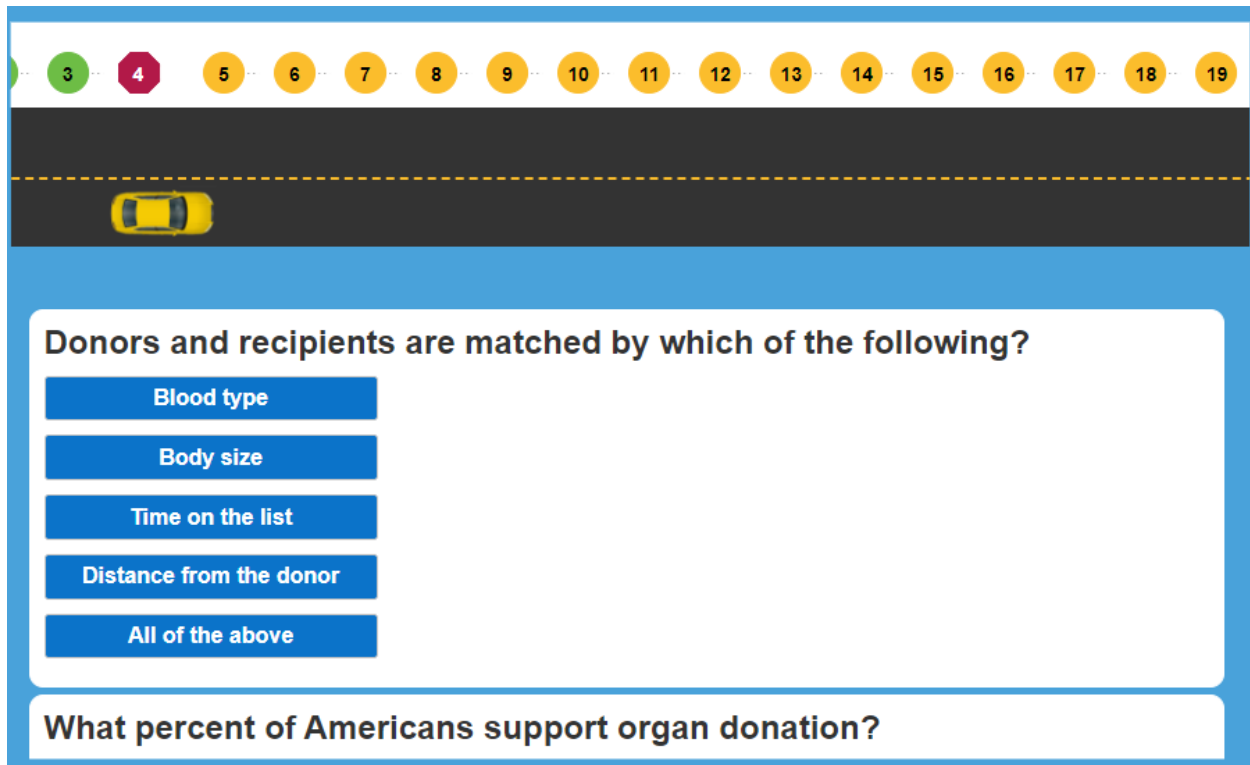 3 4 5 6 7 8 9 10 11 12 13 14 15 16 17 18 19
Donors and recipients are matched by which of the following?
Blood type
Body size
Time on the list
Distance from the donor
All of the above
What percent of Americans support organ donation?